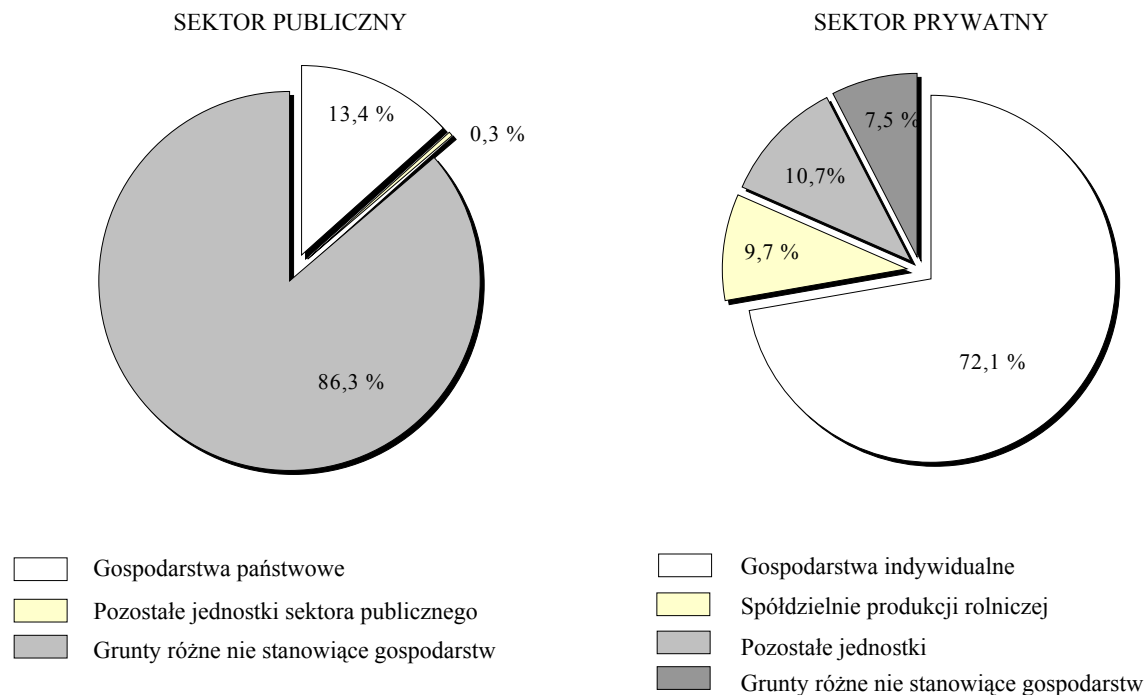 SEKTOR PUBLICZNY
13,4 %
0,3 %
86,3 %
Gospodarstwa państwowe
Pozostałe jednostki sektora publicznego
Grunty różne nie stanowiące gospodarstw
SEKTOR PRYWATNY
7,5 %
10,7%
9,7 %
72,1 %
Gospodarstwa indywidualne
Spółdzielnie produkcji rolniczej
Pozostałe jednostki
Grunty różne nie stanowiące gospodarstw